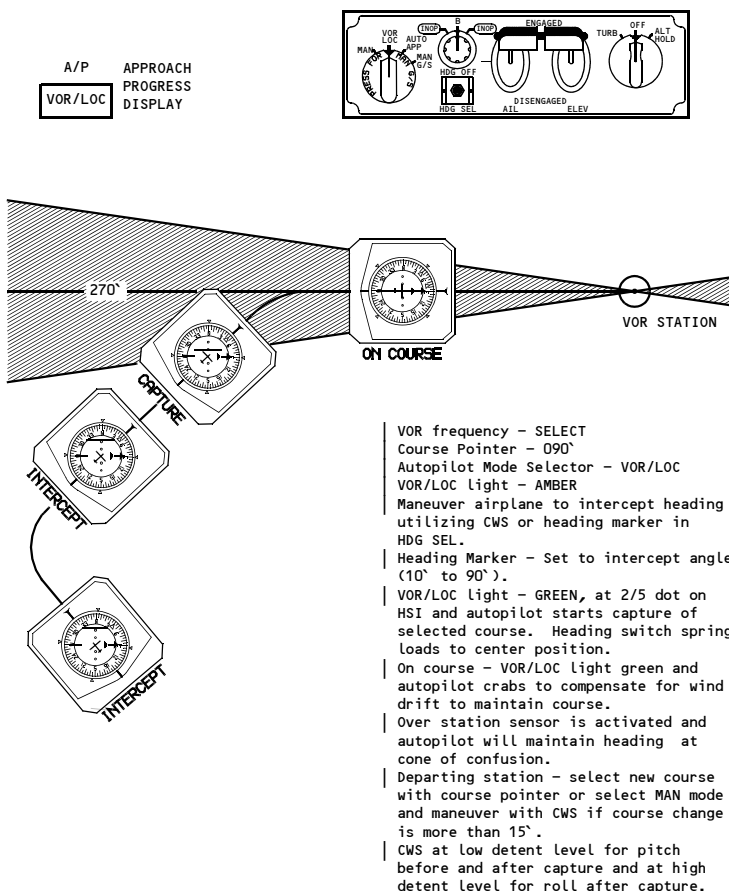 A/P APPROACH
PROGRESS
VOR/LOC DISPLAY
VOR
LOC
MAN
AUTO
APP
MAN
G/S
PRESS FOR MAN G/S
INOP
B
INOP
HDG OFF
HDG SEL
ENGAGED
DISENGAGED
AIL
ELEV
TURB
OFF
ALT
HOLD
270`
VOR STATION
ON COURSE
CAPTURE
INTERCEPT
INTERCEPT
VOR frequency – SELECT
Course Pointer – 090`
Autopilot Mode Selector – VOR/LOC
VOR/LOC light – AMBER
Maneuver airplane to intercept heading
utilizing CWS or heading marker in
HDG SEL.
Heading Marker – Set to intercept angle
(10` to 90`).
VOR/LOC light – GREEN, at 2/5 dot on
HSI and autopilot starts capture of
selected course. Heading switch spring
loads to center position.
On course – VOR/LOC light green and
autopilot crabs to compensate for wind
drift to maintain course.
Over station sensor is activated and
autopilot will maintain heading at
cone of confusion.
Departing station – select new course
with course pointer or select MAN mode
and maneuver with CWS if course change
is more than 15`.
CWS at low detent level for pitch
before and after capture and at high
detent level for roll after capture.